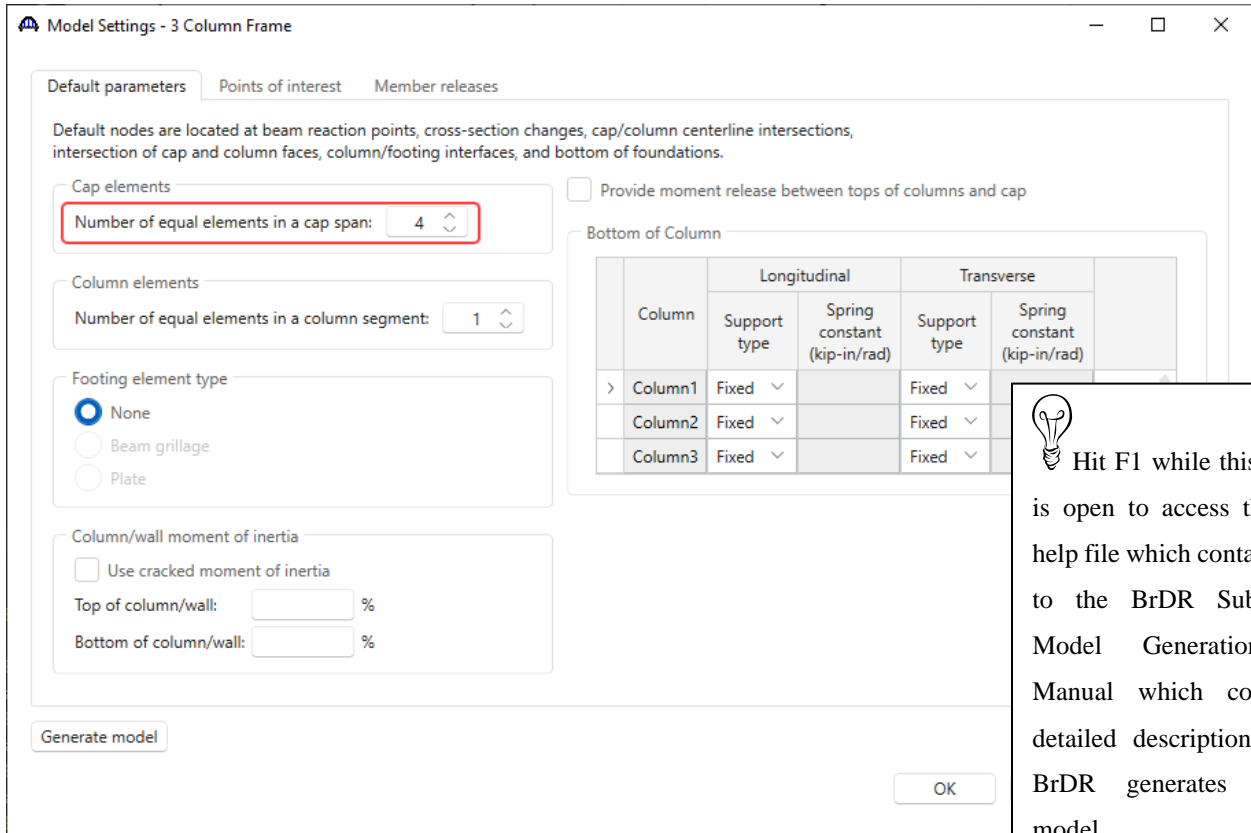 Model Settings - 3 Column Frame
Default parameters Points of interest Member releases
Default nodes are located at beam reaction points, cross-section changes, cap/column centerline intersections,
intersection of cap and column faces, column/footing interfaces, and bottom of foundations.
Cap elements
Number of equal elements in a cap span: 4
Column elements
Number of equal elements in a column segment: 1
Footing element type
None
Beam grillage
Plate
Column/wall moment of inertia
Use cracked moment of inertia
Top of column/wall: %
Bottom of column/wall: %
Provide moment release between tops of columns and cap
Bottom of Column
Longitudinal Transverse
Column
Support type
Spring constant (kip-in/rad)
Support type
Spring constant (kip-in/rad)
Column1 Fixed Fixed
Column2 Fixed Fixed
Column3 Fixed Fixed
Generate model
OK
Hit F1 while this
is open to access
help file which
to the BrDR
Model
Manual which
detailed
BrDR generates
model